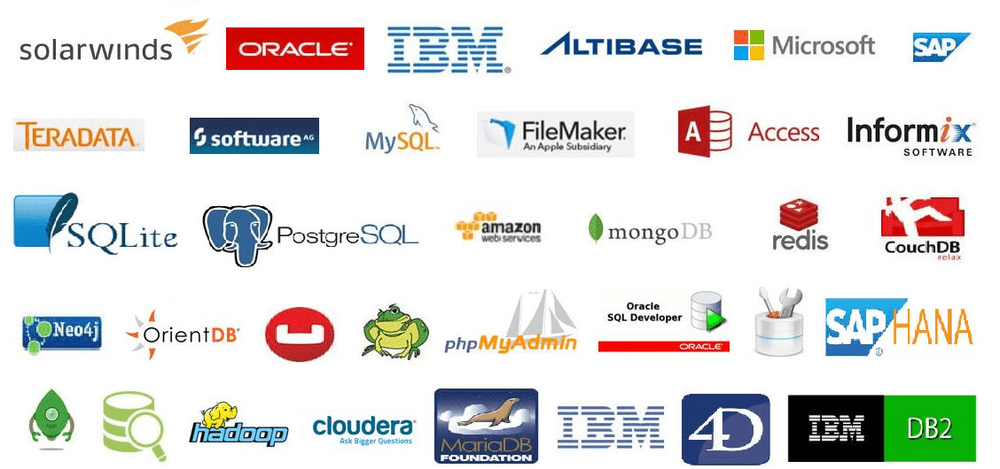 solarwinds
ORACLE®
IBM®
ALTIBASE
Microsoft
SAP
TERADATA
software AG
MySQL™
FileMaker.
An Apple Subsidiary
A
Access
Informix®
SOFTWARE
SQLite
PostgreSQL
amazon
web services
mongoDB
redis
CouchDB
relax
Neo4j
OrientDB®
phpMyAdmin
Oracle
SQL Developer
ORACLE®
SAP HANA
®
hadoop
cloudera®
Ask Bigger Questions
MariaDB
FOUNDATION
IBM
4D
IBM
DB2